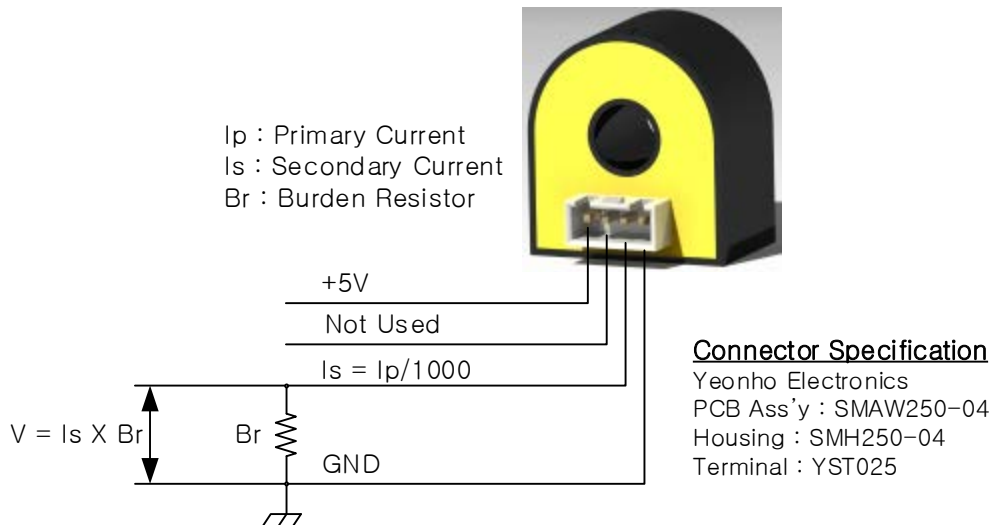 Ip : Primary Current
Is : Secondary Current
Br : Burden Resistor
+5V
Not Used
Is = Ip/1000
V = Is X Br
Br
GND
Connector Specification
Yeonho Electronics
PCB Ass'y : SMAW250-04
Housing : SMH250-04
Terminal : YST025